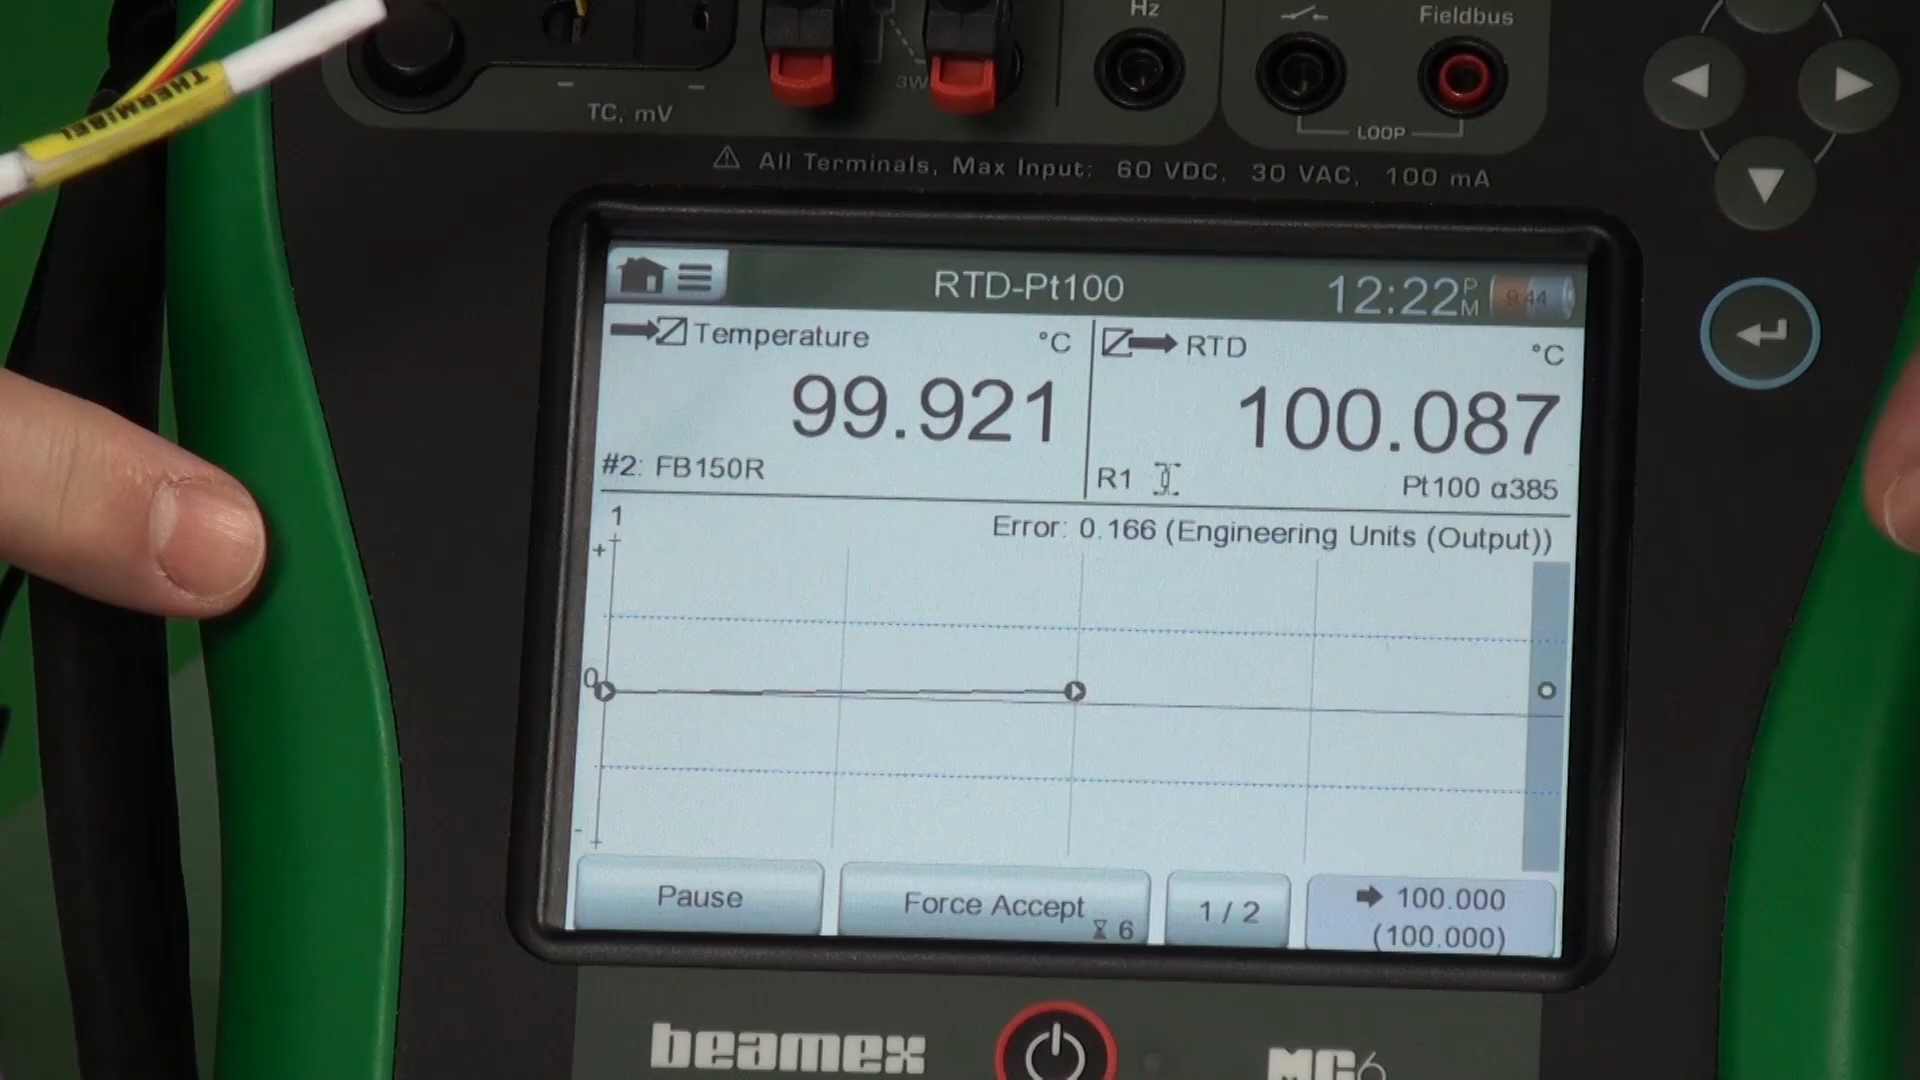 Hz
Fieldbus
THERMIBEL
3W
TC, mV
LOOP
All Terminals, Max Input: 60 VDC, 30 VAC, 100 mA
RTD-Pt100
12:22 PM
9:44
Temperature
°C
RTD
°C
99.921
100.087
#2: FB150R
R1
Pt100 α385
1
Error: 0.166 (Engineering Units (Output))
+
0
-
Pause
Force Accept
6
1 / 2
100.000
(100.000)
beamex
MC6